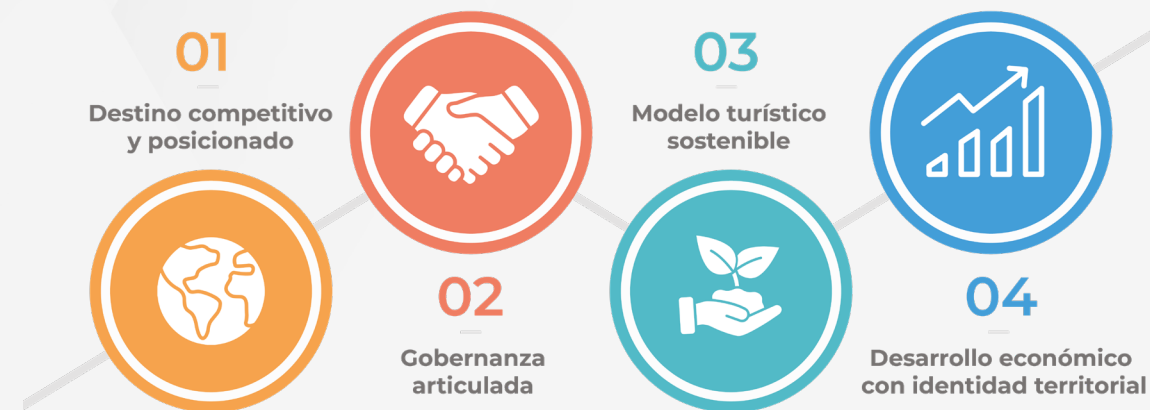 01
Destino competitivo
y posicionado
02
Gobernanza
articulada
03
Modelo turístico
sostenible
04
Desarrollo económico
con identidad territorial